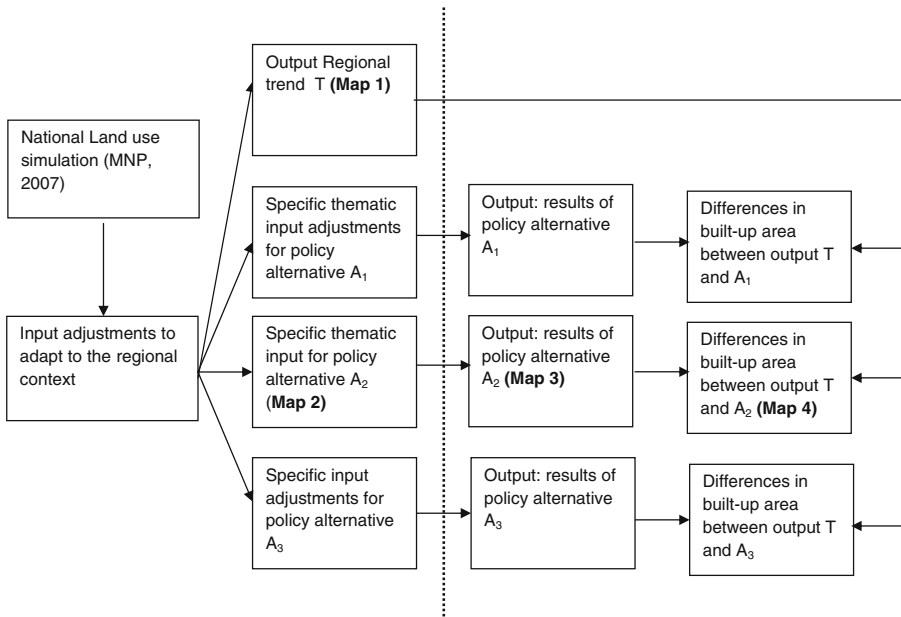 Output Regional
trend T (Map 1)
National Land use
simulation (MNP,
2007)
Input adjustments to
adapt to the regional
context
Specific thematic
input adjustments
for policy
alternative A1
Output: results of
policy alternative
A1
Differences in
built-up area
between output T
and A1
Specific thematic
input for policy
alternative A2
(Map 2)
Output: results of
policy alternative
A2 (Map 3)
Differences in
built-up area
between output T
and A2 (Map 4)
Specific input
adjustments for
policy alternative
A3
Output: results of
policy alternative
A3
Differences in
built-up area
between output T
and A3